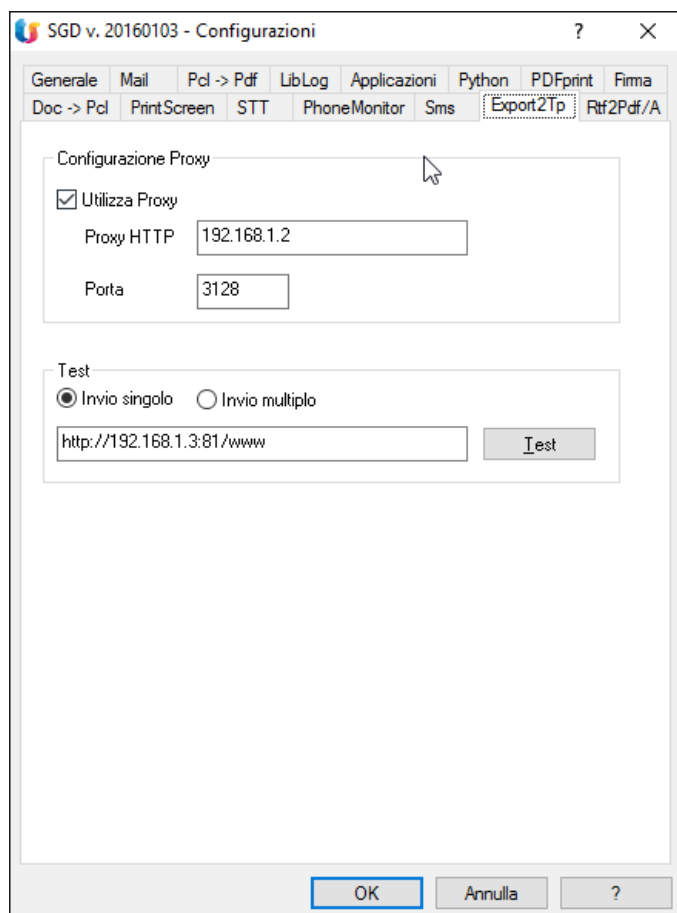 SGD v. 20160103 - Configurazioni ?
Generale Mail Pcl -> Pdf LibLog Applicazioni Python PDFprint Firma
Doc -> Pcl PrintScreen STT PhoneMonitor Sms Export2Tp Rtf2Pdf/A
Configurazione Proxy
Utilizza Proxy
Proxy HTTP 192.168.1.2
Porta 3128
Test
Invio singolo Invio multiplo
http://192.168.1.3:81/www Test
OK Annulla ?